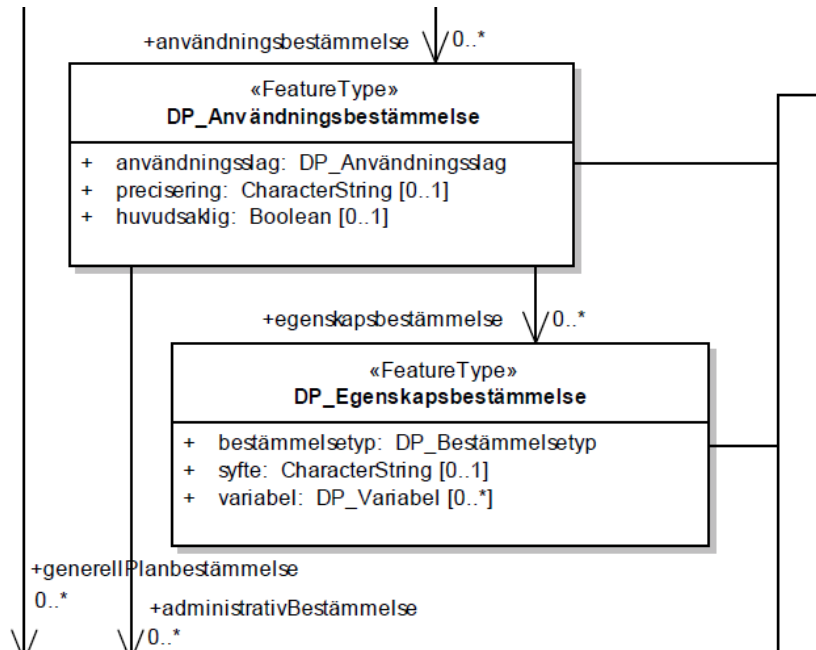 +användningsbestämmelse 0..*
«FeatureType»
DP_Användningsbestämmelse
+ användningsslag: DP_Användningsslag
+ precisering: CharacterString [0..1]
+ huvudsaklig: Boolean [0..1]
+egenskapsbestämmelse 0..*
«FeatureType»
DP_Egenskapsbestämmelse
+ bestämmelsetyp: DP_Bestämmelsetyp
+ syfte: CharacterString [0..1]
+ variabel: DP_Variabel [0..*]
+generellPlanbestämmelse
0..*
+administrativBestämmelse
0..*